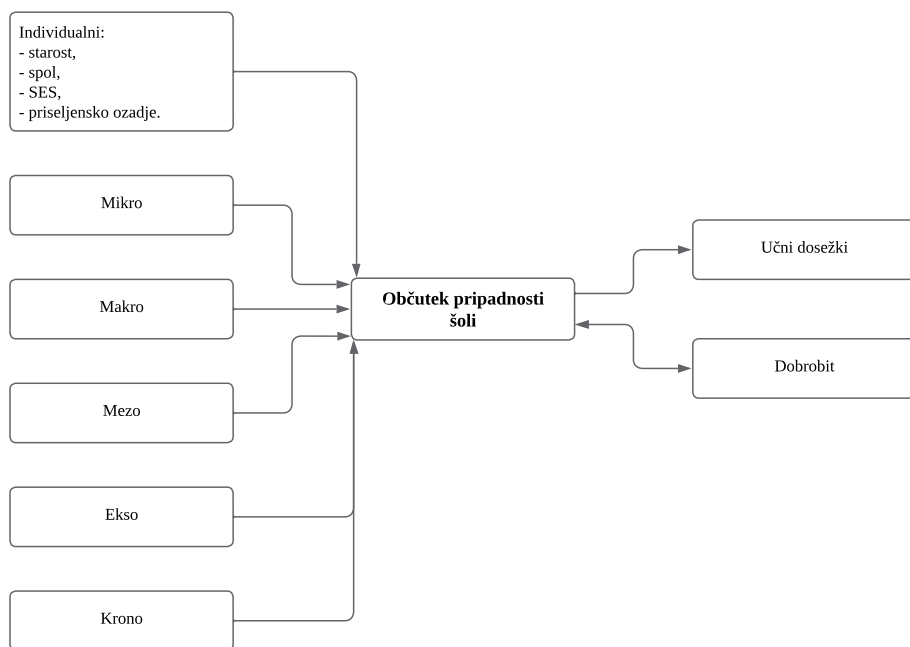 Individualni:
- starost,
- spol,
- SES,
- priseljensko ozadje.
Mikro
Makro
Mezo
Ekso
Krono
Občutek pripadnosti
šoli
Učni dosežki
Dobrobit